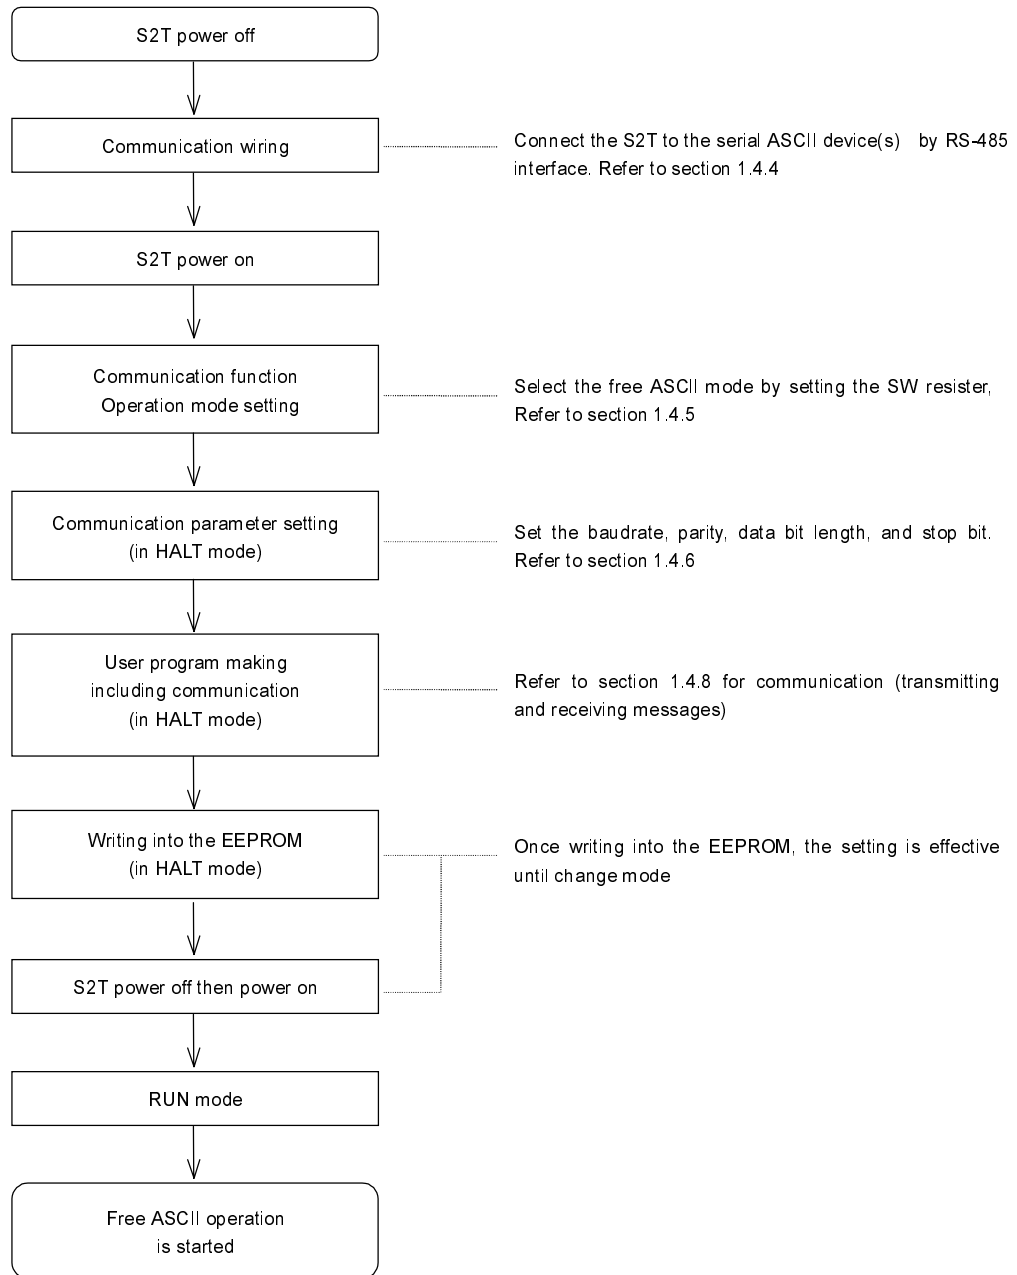 S2T power off
Communication wiring
Connect the S2T to the serial ASCII device(s) by RS-485
interface. Refer to section 1.4.4
S2T power on
Communication function
Operation mode setting
Select the free ASCII mode by setting the SW resister,
Refer to section 1.4.5
Communication parameter setting
(in HALT mode)
Set the baudrate, parity, data bit length, and stop bit.
Refer to section 1.4.6
User program making
including communication
(in HALT mode)
Refer to section 1.4.8 for communication (transmitting
and receiving messages)
Writing into the EEPROM
(in HALT mode)
Once writing into the EEPROM, the setting is effective
until change mode
S2T power off then power on
RUN mode
Free ASCII operation
is started